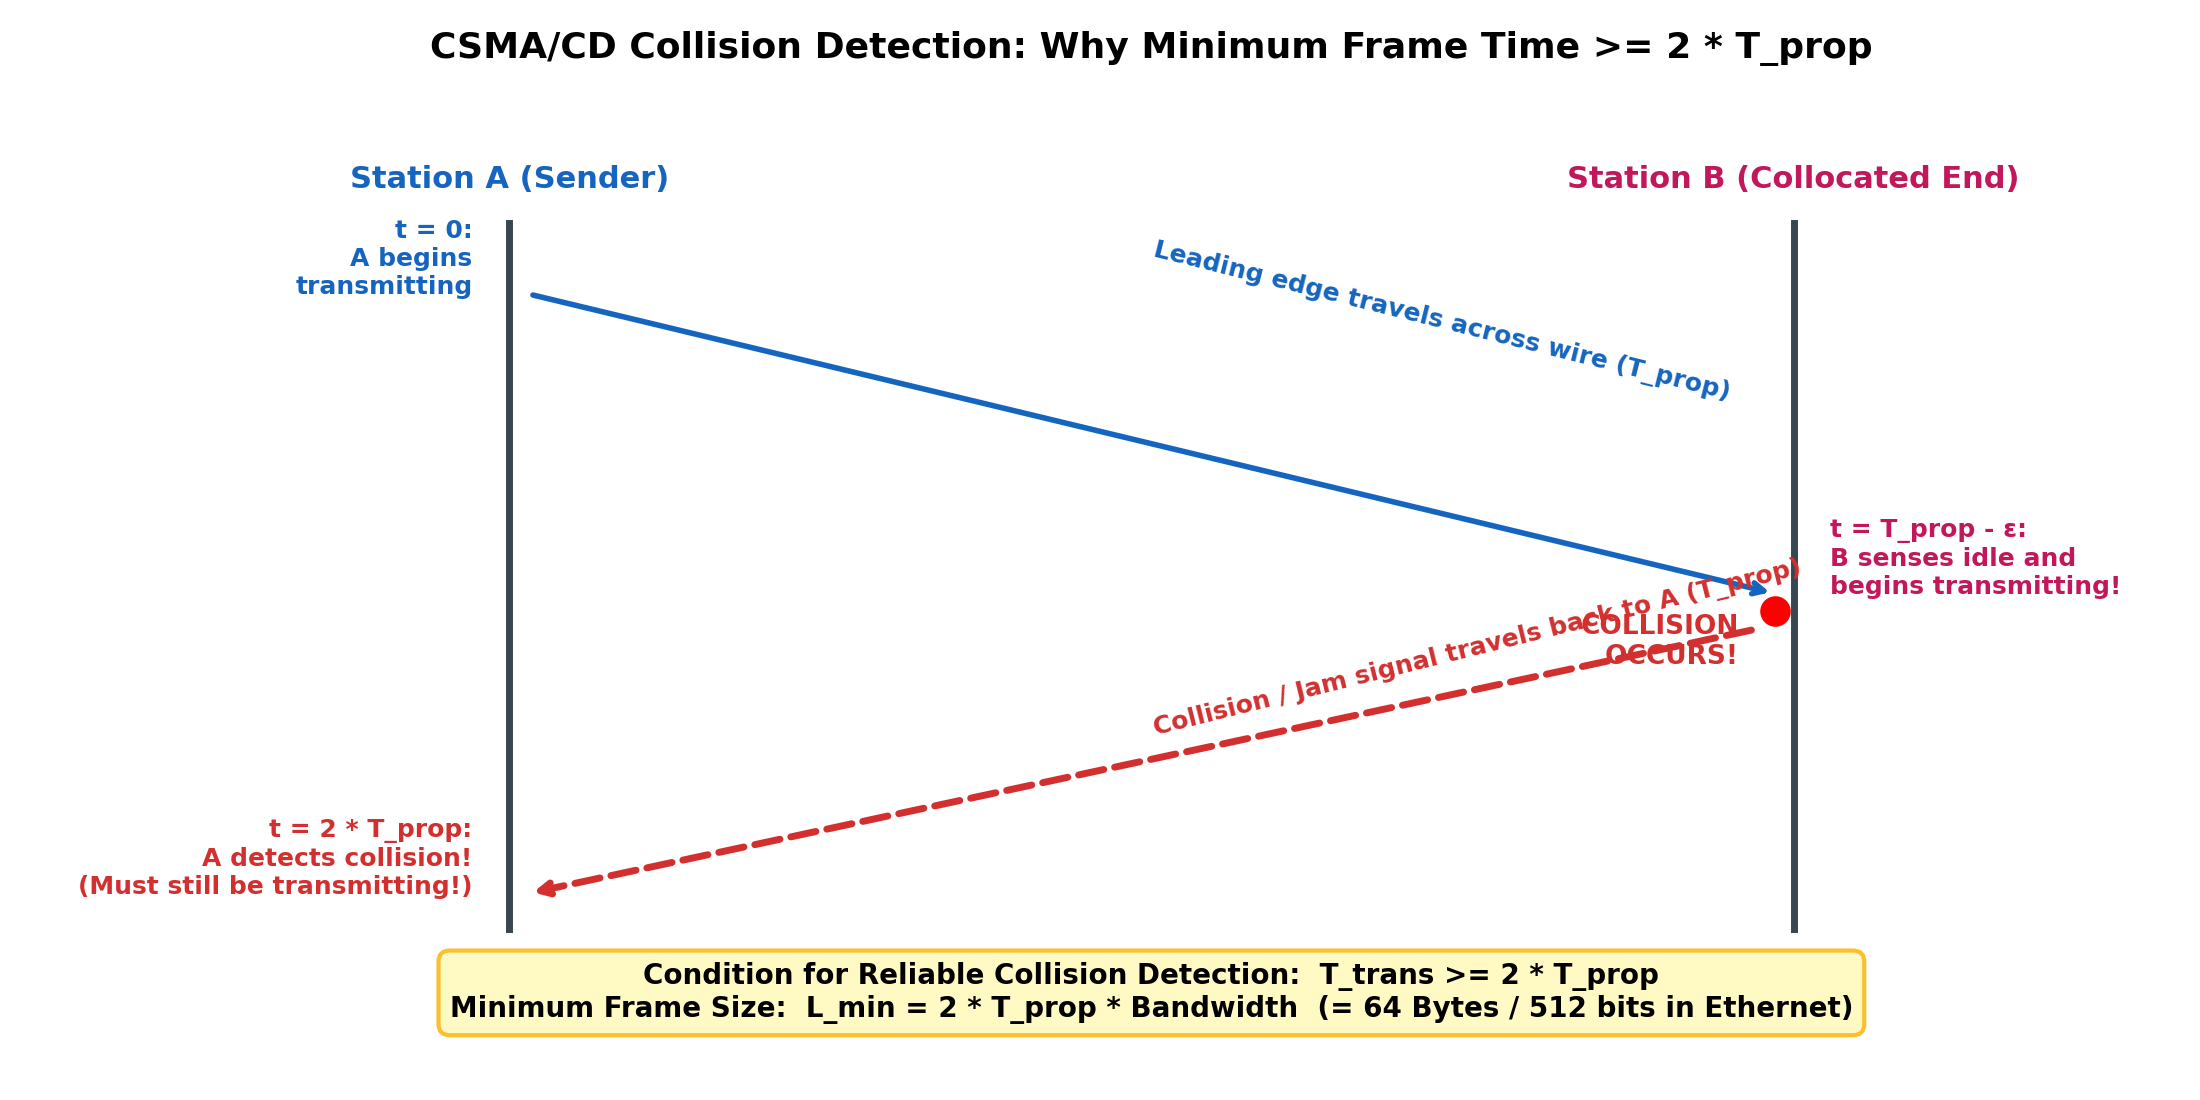 CSMA/CD Collision Detection: Why Minimum Frame Time >= 2 * T_prop
Station A (Sender)
Station B (Collocated End)
t = 0:
A begins
transmitting
Leading edge travels across wire (T_prop)
t = T_prop - ε:
B senses idle and
begins transmitting!
Collision / Jam signal travels back to A (T_prop)
COLLISION
OCCURS!
t = 2 * T_prop:
A detects collision!
(Must still be transmitting!)
Condition for Reliable Collision Detection:  T_trans >= 2 * T_prop
Minimum Frame Size:  L_min = 2 * T_prop * Bandwidth  (= 64 Bytes / 512 bits in Ethernet)